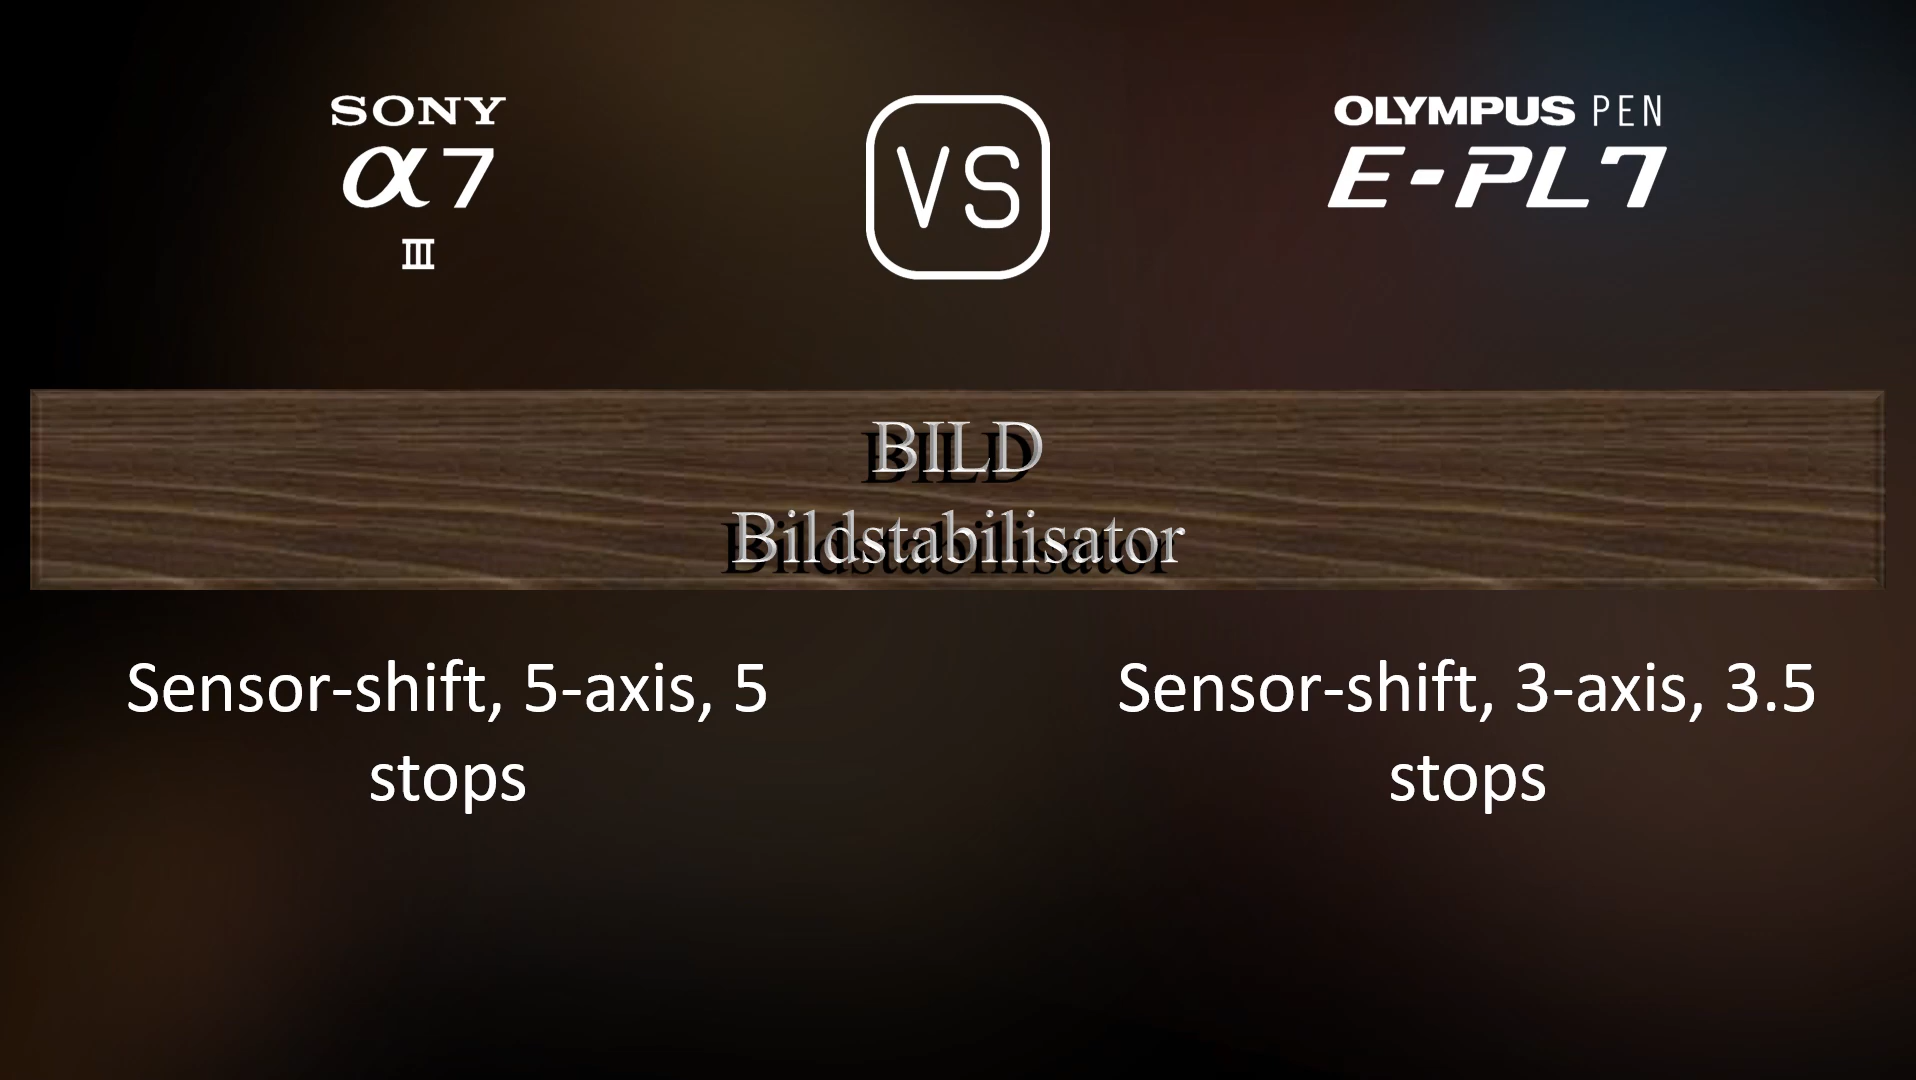 SONY
α7
III
VS
OLYMPUS PEN
E-PL7
BILD
Bildstabilisator
Sensor-shift, 5-axis, 5
stops
Sensor-shift, 3-axis, 3.5
stops